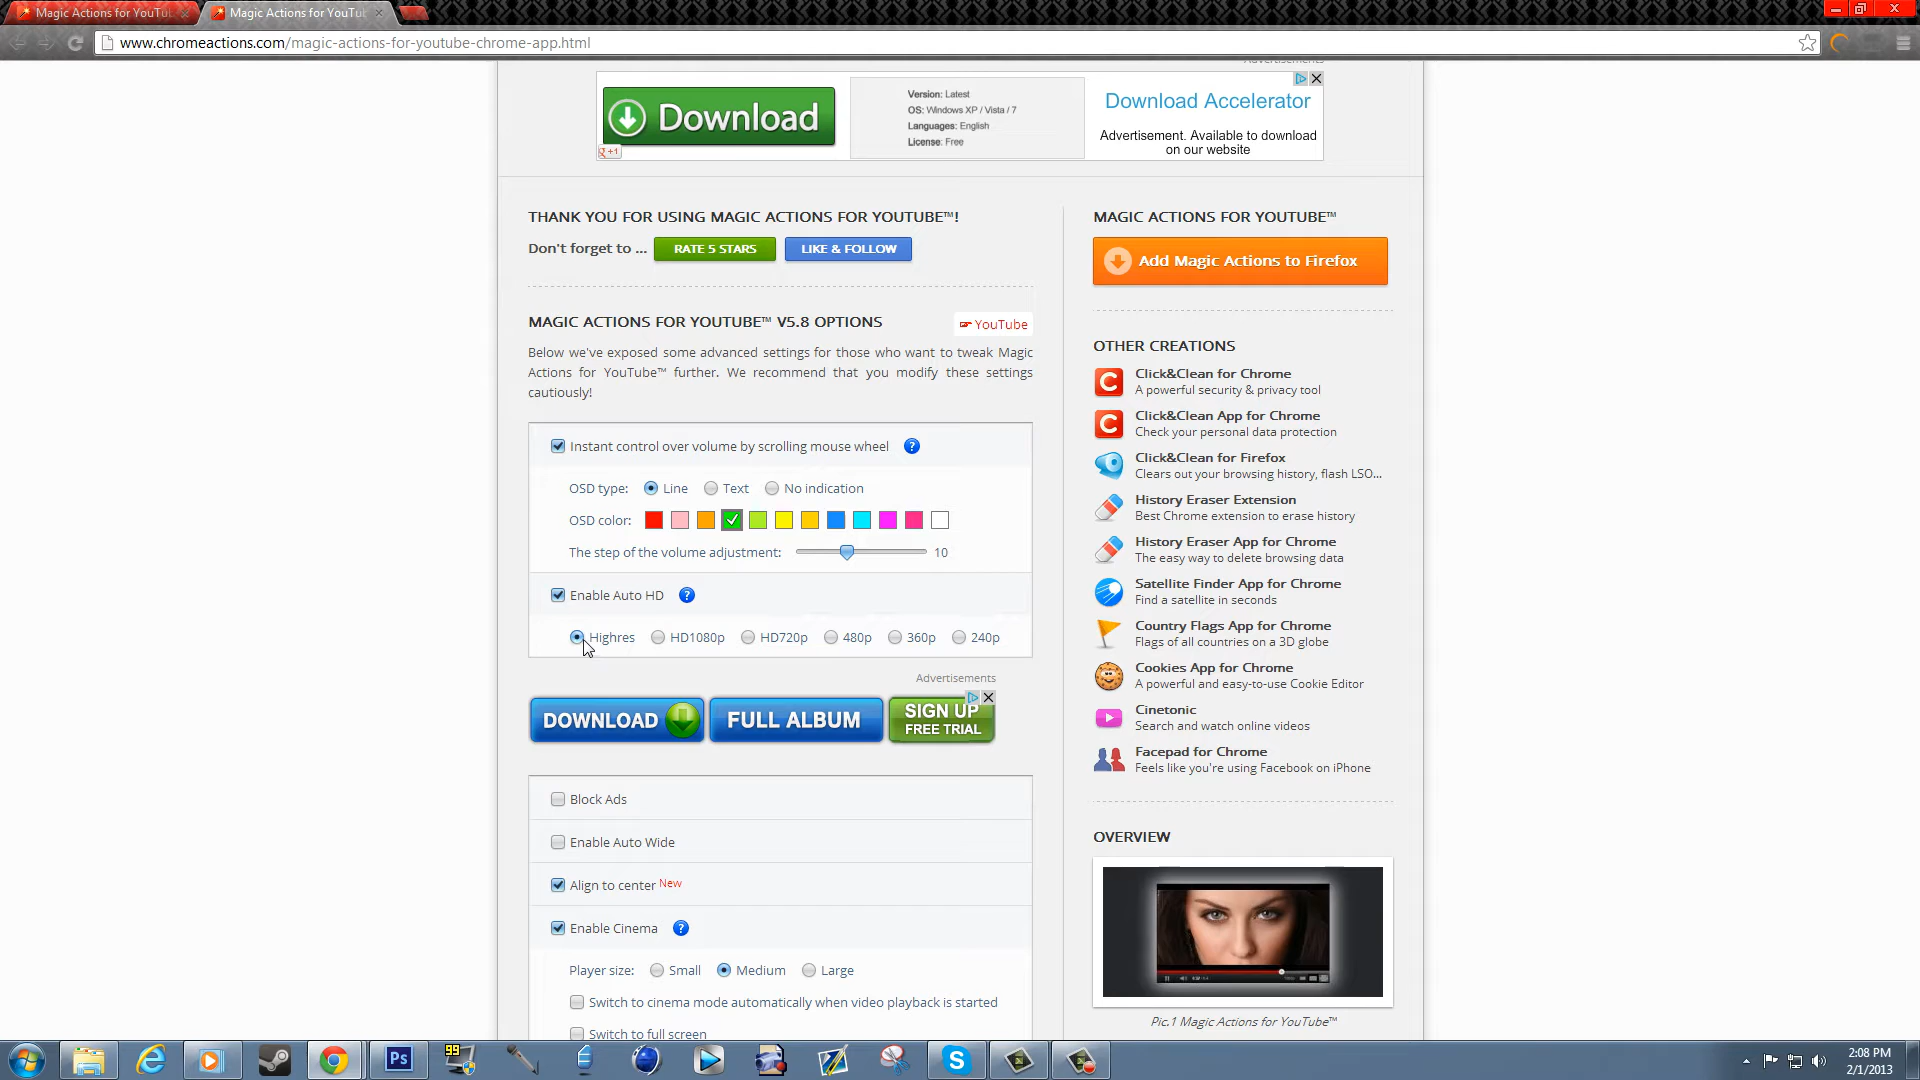 Magic Actions for YouTu
Magic Actions for YouTu
www.chromeactions.com/magic-actions-for-youtube-chrome-app.html
Advertisements
Download
+1
Version: Latest
OS: Windows XP / Vista / 7
Languages: English
License: Free
Download Accelerator
Advertisement. Available to download
on our website
THANK YOU FOR USING MAGIC ACTIONS FOR YOUTUBE™!
Don't forget to ... RATE 5 STARS LIKE & FOLLOW
MAGIC ACTIONS FOR YOUTUBE™ V5.8 OPTIONS
YouTube
Below we've exposed some advanced settings for those who want to tweak Magic
Actions for YouTube™ further. We recommend that you modify these settings
cautiously!
Instant control over volume by scrolling mouse wheel ?
OSD type: Line Text No indication
OSD color:
The step of the volume adjustment: 10
Enable Auto HD ?
Highres HD1080p HD720p 480p 360p 240p
Advertisements
DOWNLOAD FULL ALBUM SIGN UP
FREE TRIAL
Block Ads
Enable Auto Wide
Align to center New
Enable Cinema ?
Player size: Small Medium Large
Switch to cinema mode automatically when video playback is started
Switch to full screen
MAGIC ACTIONS FOR YOUTUBE™
Add Magic Actions to Firefox
OTHER CREATIONS
Click&Clean for Chrome
A powerful security & privacy tool
Click&Clean App for Chrome
Check your personal data protection
Click&Clean for Firefox
Clears out your browsing history, flash LSO...
History Eraser Extension
Best Chrome extension to erase history
History Eraser App for Chrome
The easy way to delete browsing data
Satellite Finder App for Chrome
Find a satellite in seconds
Country Flags App for Chrome
Flags of all countries on a 3D globe
Cookies App for Chrome
A powerful and easy-to-use Cookie Editor
Cinetonic
Search and watch online videos
Facepad for Chrome
Feels like you're using Facebook on iPhone
OVERVIEW
Pic.1 Magic Actions for YouTube™
Ps
99
S
2:08 PM
2/1/2013